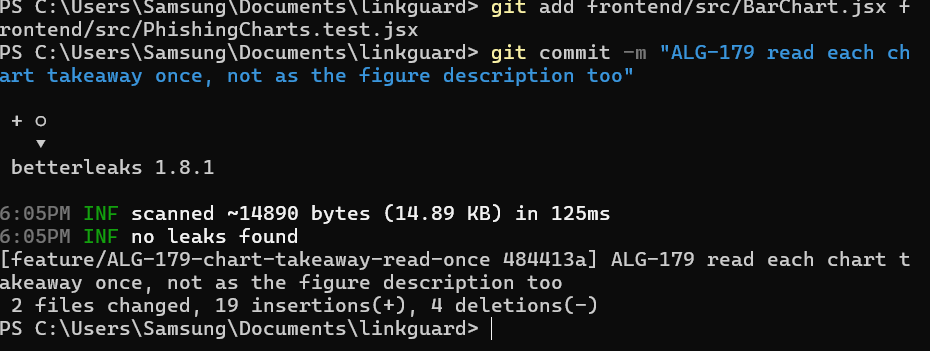 PS C:\Users\Samsung\Documents\linkguard> git add frontend/src/BarChart.jsx f
rontend/src/PhishingCharts.test.jsx
PS C:\Users\Samsung\Documents\linkguard> git commit -m "ALG-179 read each ch
art takeaway once, not as the figure description too"
+ ○
▼
betterleaks 1.8.1
6:05PM INF scanned ~14890 bytes (14.89 KB) in 125ms
6:05PM INF no leaks found
[feature/ALG-179-chart-takeaway-read-once 484413a] ALG-179 read each chart t
akeaway once, not as the figure description too
2 files changed, 19 insertions(+), 4 deletions(-)
PS C:\Users\Samsung\Documents\linkguard>